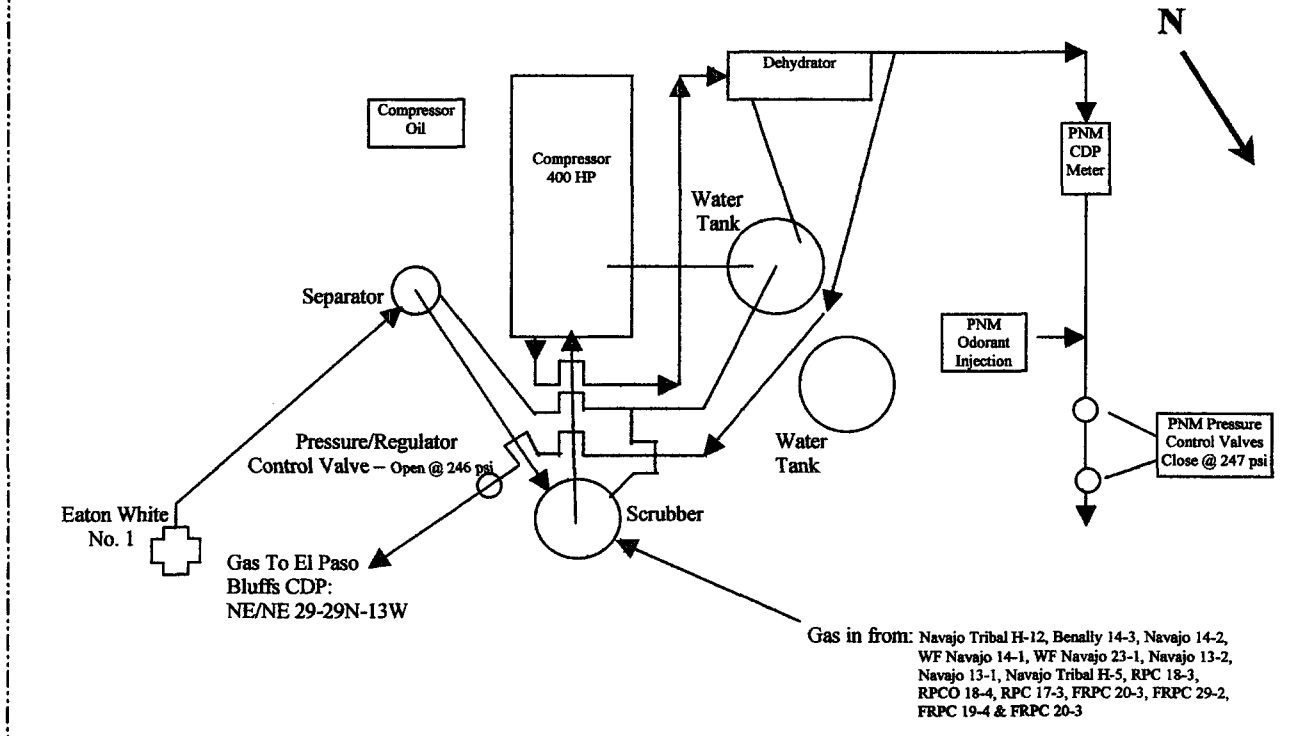 N
Dehydrator
Compressor
Oil
Compressor
400 HP
PNM
CDP
Meter
Water
Tank
Separator
PNM
Odorant
Injection
Pressure/Regulator
Control Valve – Open @ 246 psi
Water
Tank
PNM Pressure
Control Valves
Close @ 247 psi
Eaton White
No. 1
Scrubber
Gas To El Paso
Bluffs CDP:
NE/NE 29-29N-13W
Gas in from: Navajo Tribal H-12, Benally 14-3, Navajo 14-2,
WF Navajo 14-1, WF Navajo 23-1, Navajo 13-2,
Navajo 13-1, Navajo Tribal H-5, RPC 18-3,
RPCO 18-4, RPC 17-3, FRPC 20-3, FRPC 29-2,
FRPC 19-4 & FRPC 20-3